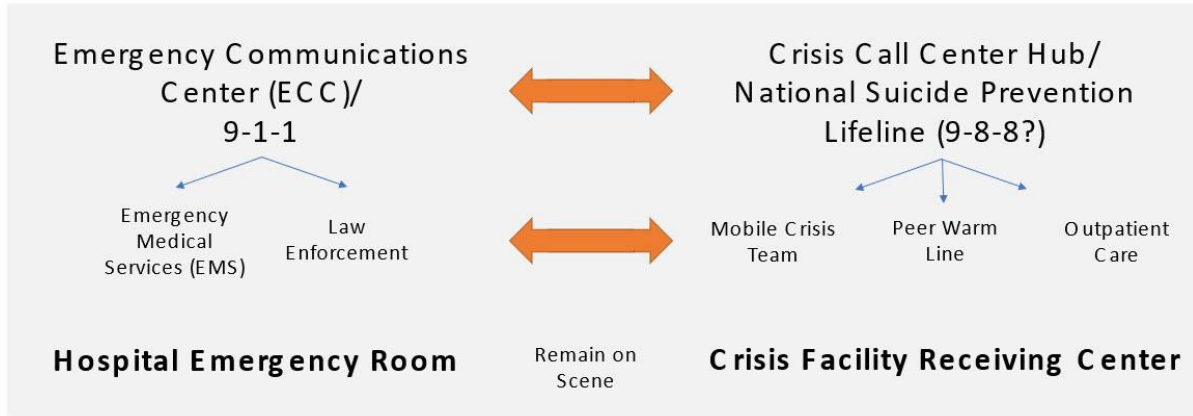 Emergency Communications
Center (ECC)/
9-1-1
Crisis Call Center Hub/
National Suicide Prevention
Lifeline (9-8-8?)
Emergency
Medical
Services (EMS)
Law
Enforcement
Mobile Crisis
Team
Peer Warm
Line
Outpatient
Care
Hospital Emergency Room
Remain on
Scene
Crisis Facility Receiving Center